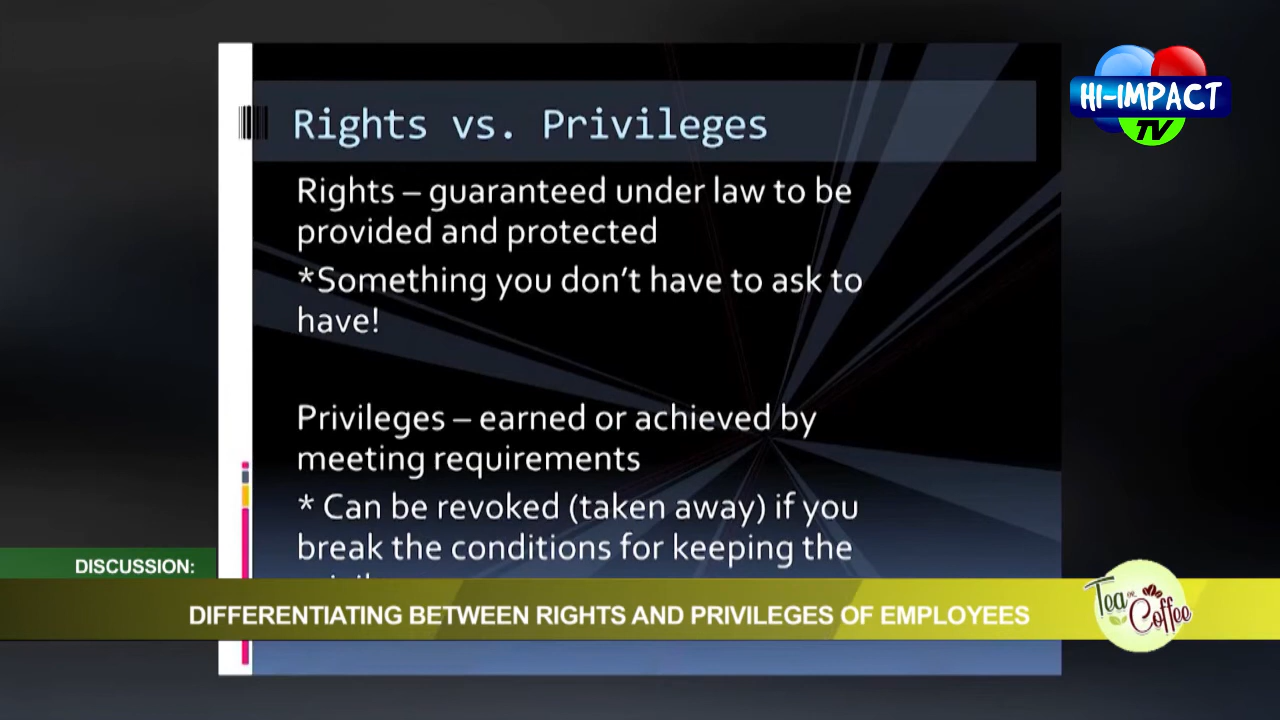 HI-IMPACT
TV
Rights vs. Privileges
Rights – guaranteed under law to be
provided and protected
*Something you don’t have to ask to
have!
Privileges – earned or achieved by
meeting requirements
* Can be revoked (taken away) if you
break the conditions for keeping the
DISCUSSION:
DIFFERENTIATING BETWEEN RIGHTS AND PRIVILEGES OF EMPLOYEES
Tea OR
Coffee